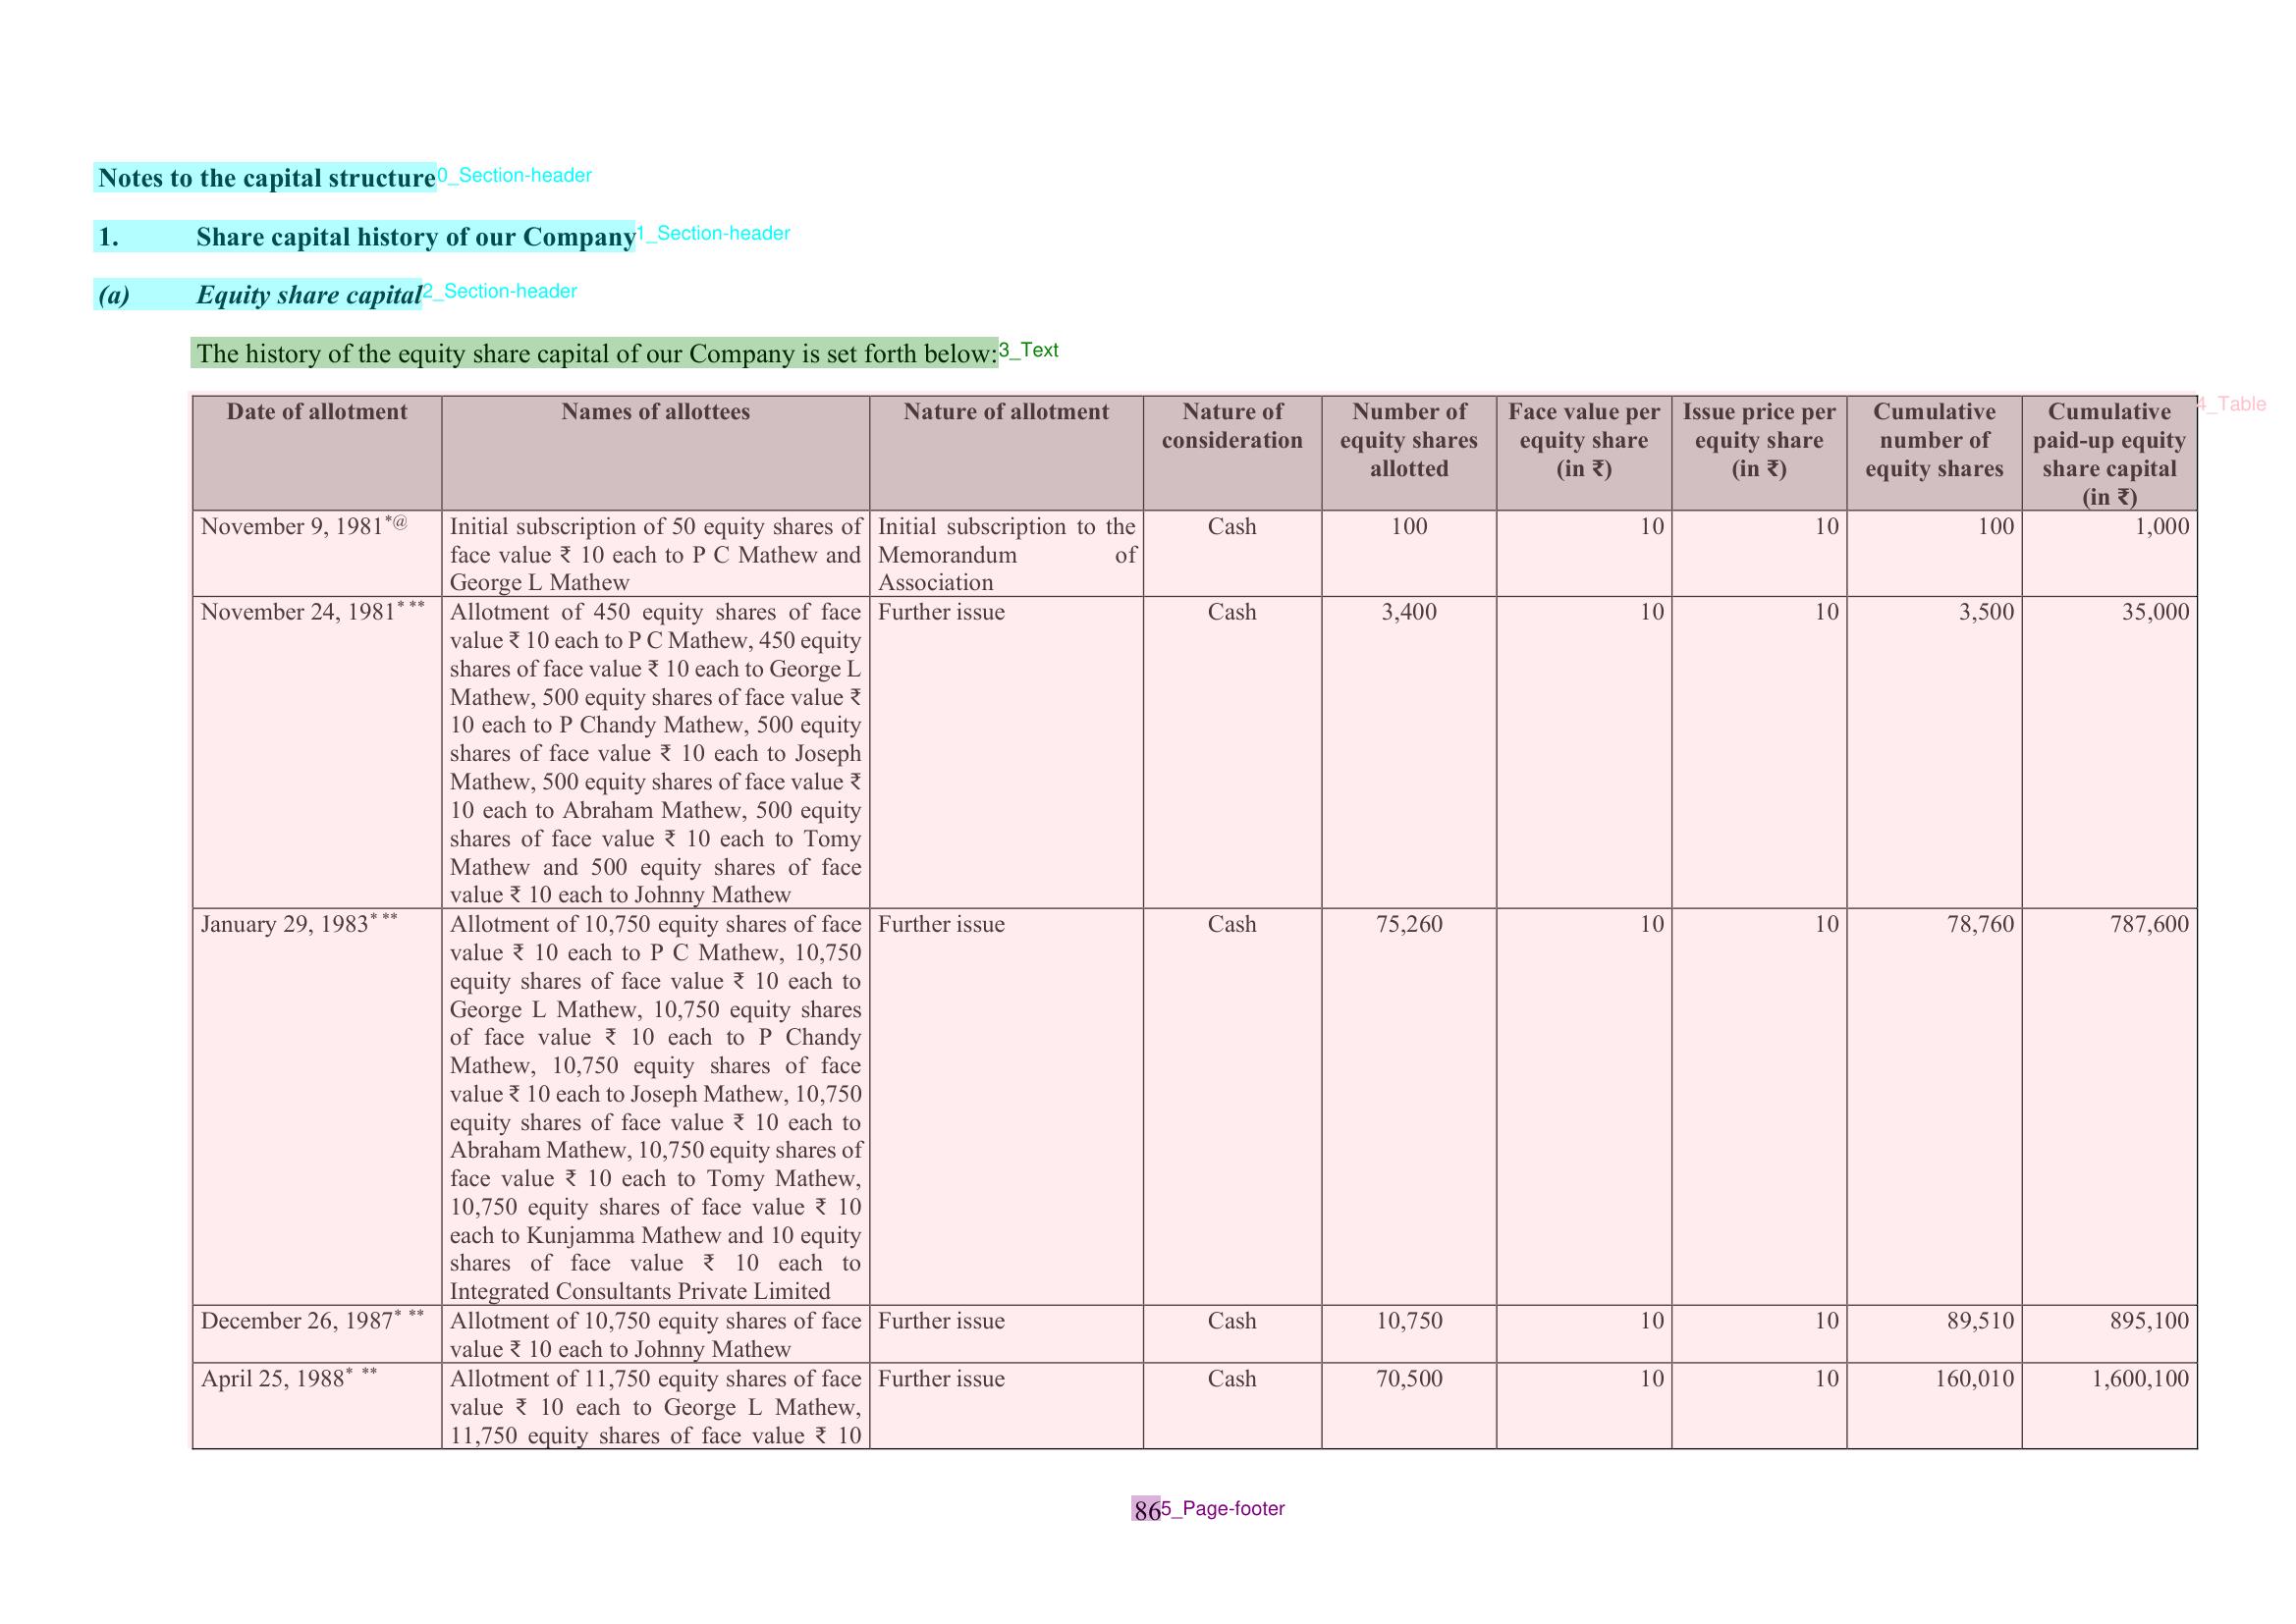 Notes to the capital structure 0_Section-header
1. Share capital history of our Company 1_Section-header
(a) Equity share capital 2_Section-header
The history of the equity share capital of our Company is set forth below: 3_Text
4_Table
Date of allotment
Names of allottees
Nature of allotment
Nature of
consideration
Number of
equity shares
allotted
Face value per
equity share
(in ₹)
Issue price per
equity share
(in ₹)
Cumulative
number of
equity shares
Cumulative
paid-up equity
share capital
(in ₹)
November 9, 1981*@
Initial subscription of 50 equity shares of
face value ₹ 10 each to P C Mathew and
George L Mathew
Initial subscription to the
Memorandum of
Association
Cash
100
10
10
100
1,000
November 24, 1981* **
Allotment of 450 equity shares of face
value ₹ 10 each to P C Mathew, 450 equity
shares of face value ₹ 10 each to George L
Mathew, 500 equity shares of face value ₹
10 each to P Chandy Mathew, 500 equity
shares of face value ₹ 10 each to Joseph
Mathew, 500 equity shares of face value ₹
10 each to Abraham Mathew, 500 equity
shares of face value ₹ 10 each to Tomy
Mathew and 500 equity shares of face
value ₹ 10 each to Johnny Mathew
Further issue
Cash
3,400
10
10
3,500
35,000
January 29, 1983* **
Allotment of 10,750 equity shares of face
value ₹ 10 each to P C Mathew, 10,750
equity shares of face value ₹ 10 each to
George L Mathew, 10,750 equity shares
of face value ₹ 10 each to P Chandy
Mathew, 10,750 equity shares of face
value ₹ 10 each to Joseph Mathew, 10,750
equity shares of face value ₹ 10 each to
Abraham Mathew, 10,750 equity shares of
face value ₹ 10 each to Tomy Mathew,
10,750 equity shares of face value ₹ 10
each to Kunjamma Mathew and 10 equity
shares of face value ₹ 10 each to
Integrated Consultants Private Limited
Further issue
Cash
75,260
10
10
78,760
787,600
December 26, 1987* **
Allotment of 10,750 equity shares of face
value ₹ 10 each to Johnny Mathew
Further issue
Cash
10,750
10
10
89,510
895,100
April 25, 1988* **
Allotment of 11,750 equity shares of face
value ₹ 10 each to George L Mathew,
11,750 equity shares of face value ₹ 10
Further issue
Cash
70,500
10
10
160,010
1,600,100
86 5_Page-footer